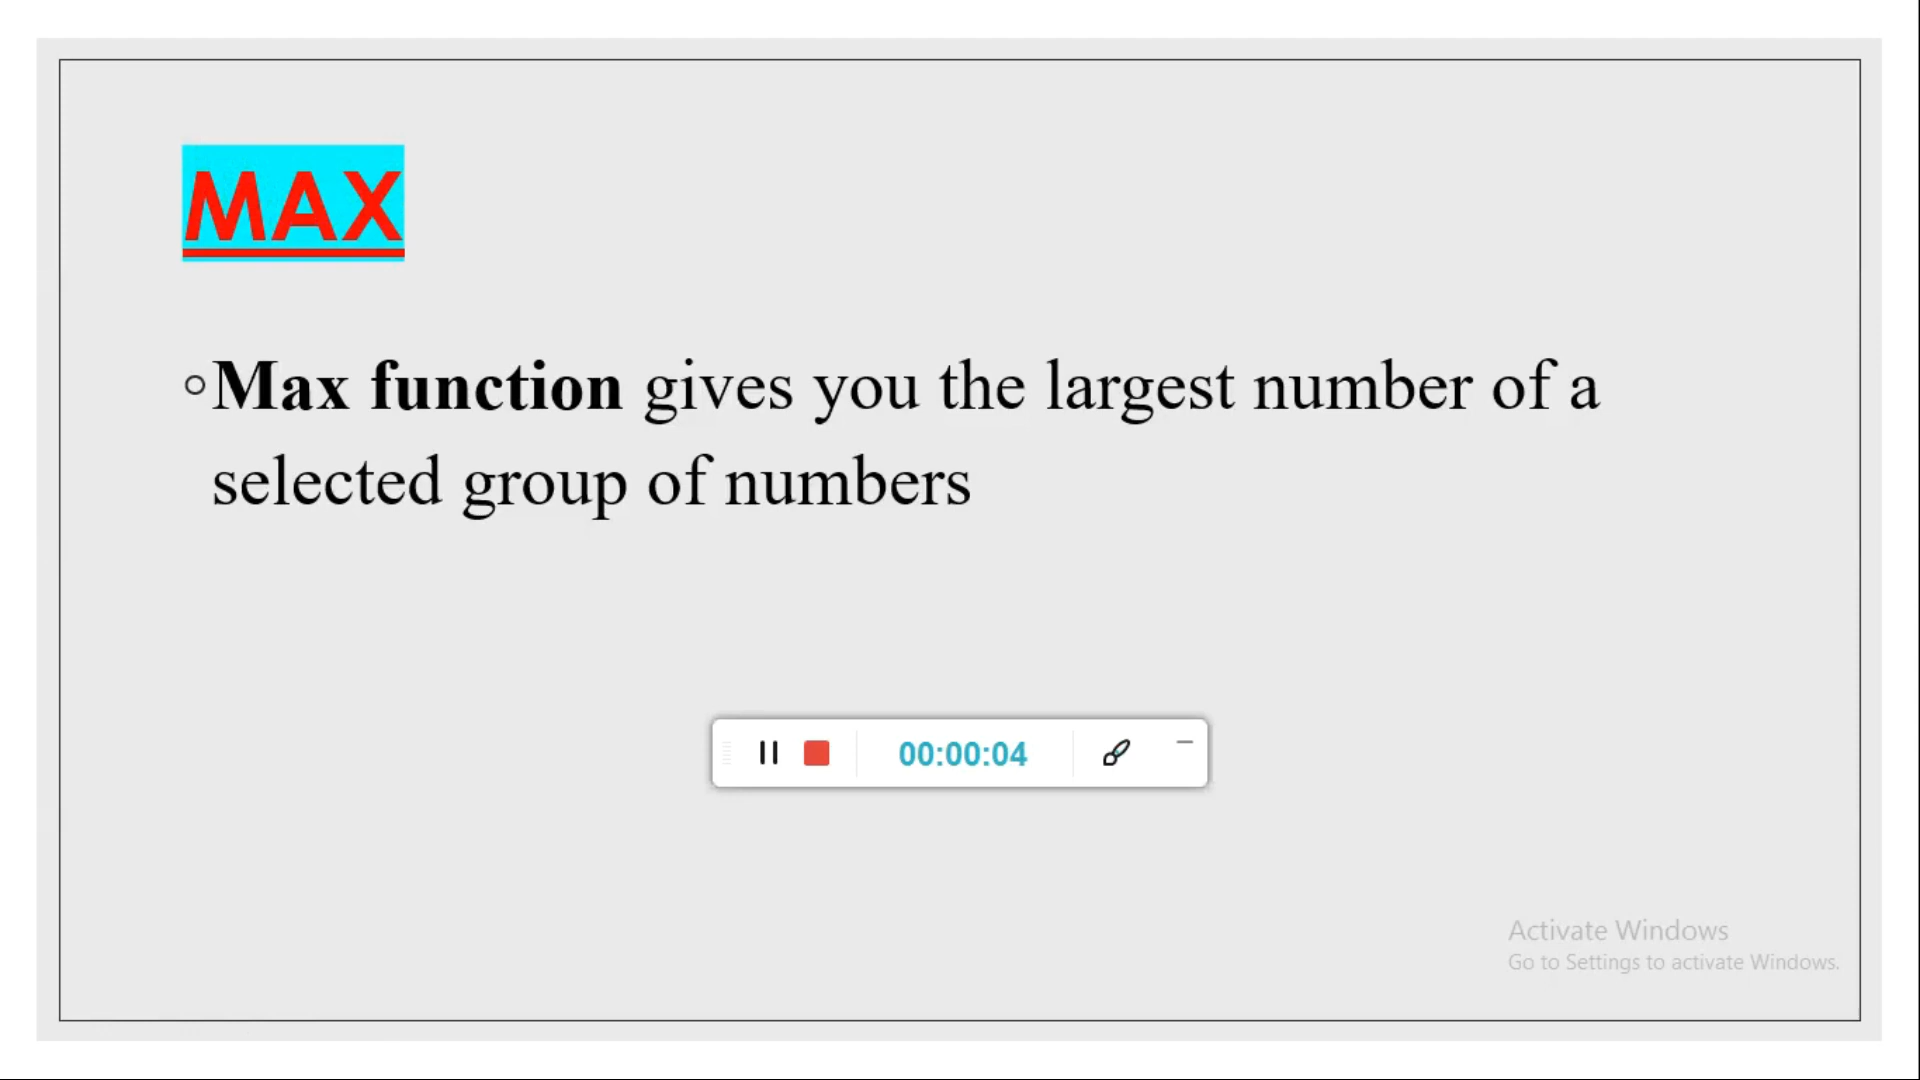 MAX
◦Max function gives you the largest number of a
selected group of numbers
00:00:04
Activate Windows
Go to Settings to activate Windows.